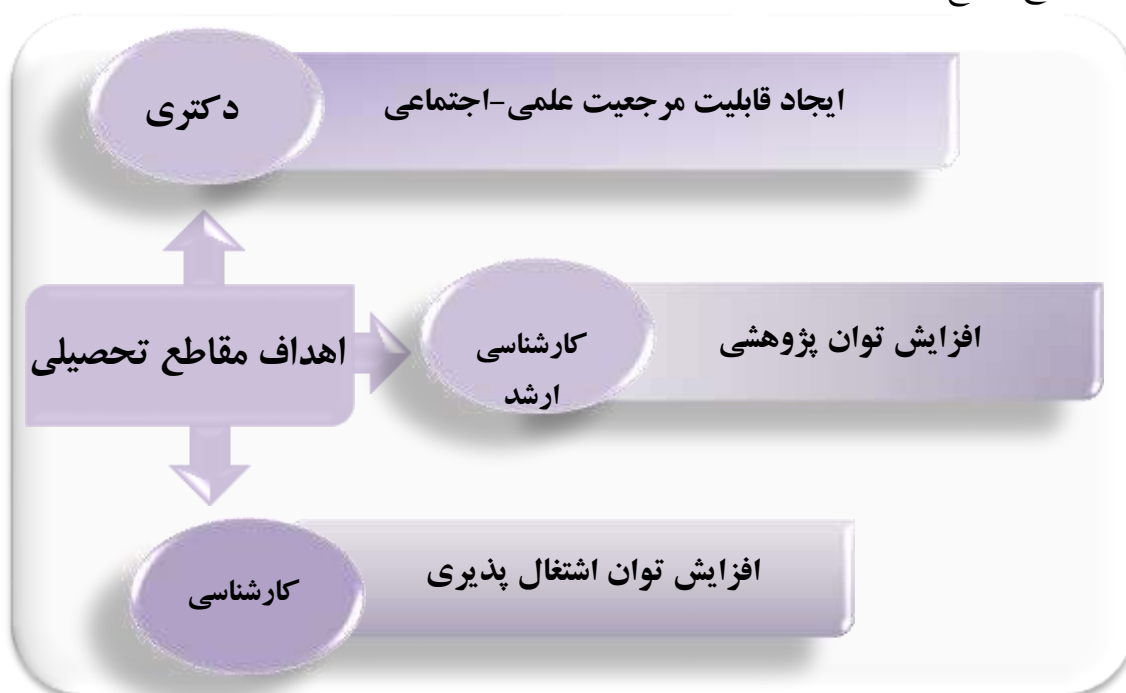 دکتری
ایجاد قابلیت مرجعیت علمی-اجتماعی
اهداف مقاطع تحصیلی
کارشناسی
ارشد
افزایش توان پژوهشی
کارشناسی
افزایش توان اشتغال پذیری